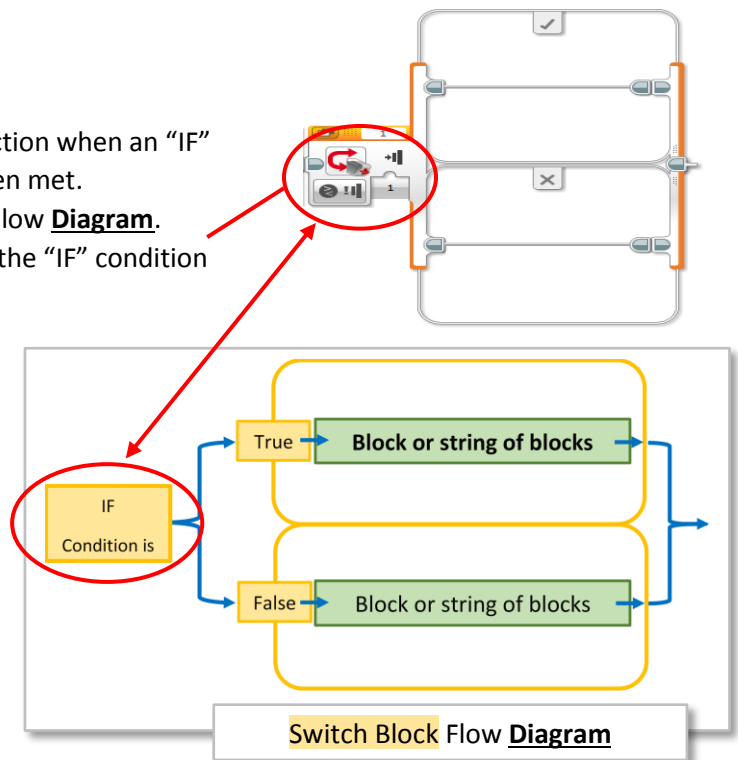 1
ction when an “IF”
en met.
1
low Diagram.
the “IF” condition
True
Block or string of blocks
IF
Condition is
False
Block or string of blocks
Switch Block Flow Diagram